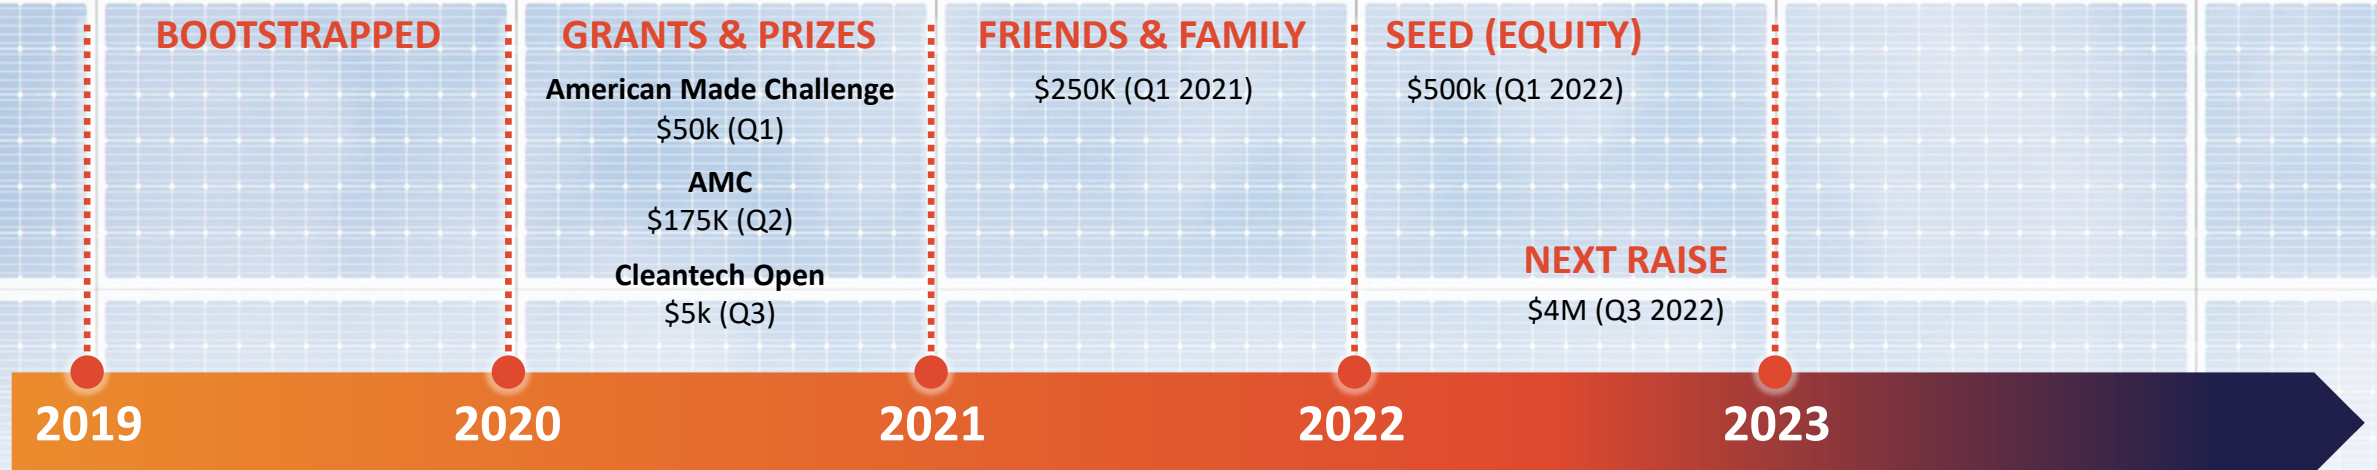 BOOTSTRAPPED
GRANTS & PRIZES
American Made Challenge
$50k (Q1)
AMC
$175K (Q2)
Cleantech Open
$5k (Q3)
FRIENDS & FAMILY
$250K (Q1 2021)
SEED (EQUITY)
$500k (Q1 2022)
NEXT RAISE
$4M (Q3 2022)
2019
2020
2021
2022
2023